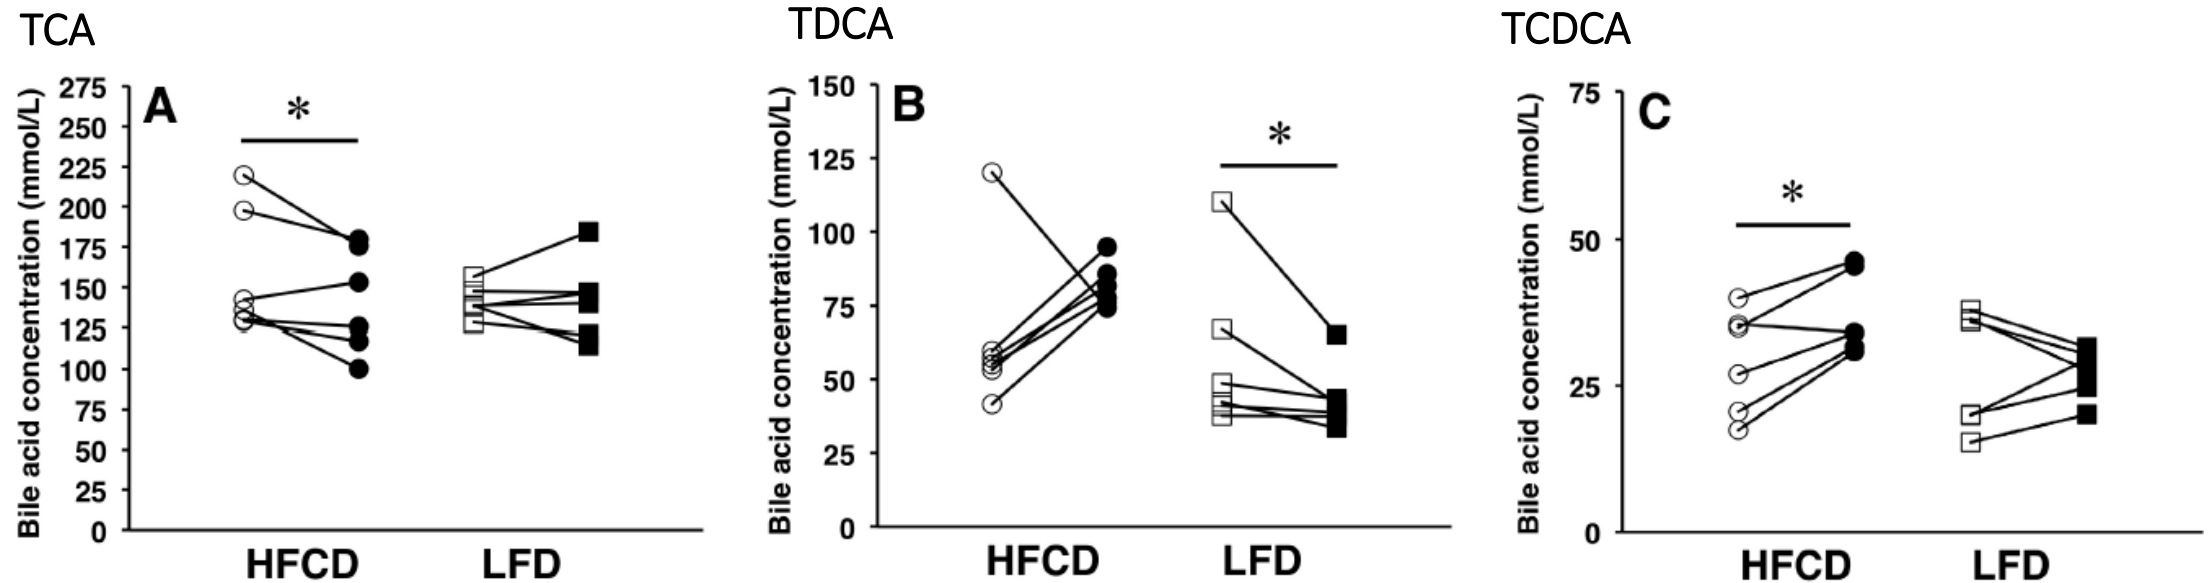 TCA
A
*
Bile acid concentration (mmol/L)
275
250
225
200
175
150
125
100
75
50
25
0
HFCD LFD
TDCA
B
*
Bile acid concentration (mmol/L)
150
125
100
75
50
25
0
HFCD LFD
TCDCA
C
*
Bile acid concentration (mmol/L)
75
50
25
0
HFCD LFD